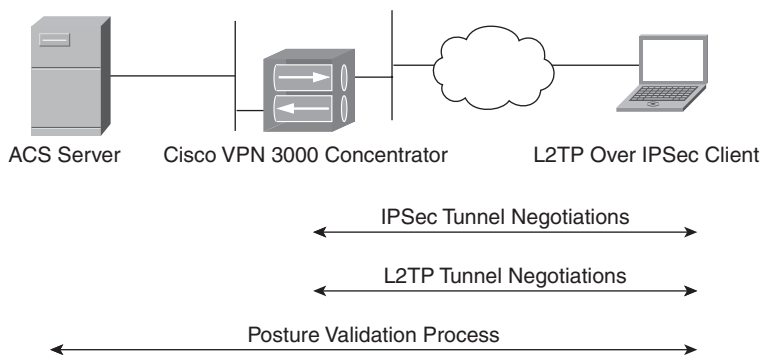 ACS Server
Cisco VPN 3000 Concentrator
L2TP Over IPSec Client
IPSec Tunnel Negotiations
L2TP Tunnel Negotiations
Posture Validation Process